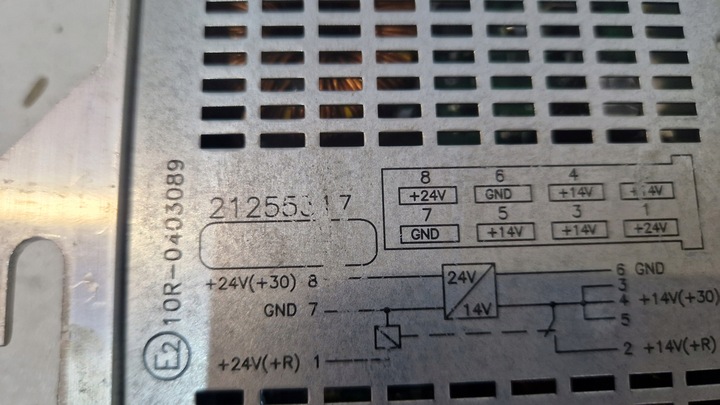 10R-0403089
E2
8 6 4
+24V GND +14V +14V
7 5 3 1
GND +14V +14V +24V
+24V(+30) 8 24V 6 GND
3
GND 7 14V 4 +14V(+30)
5
2 +14V(+R)
+24V(+R) 1